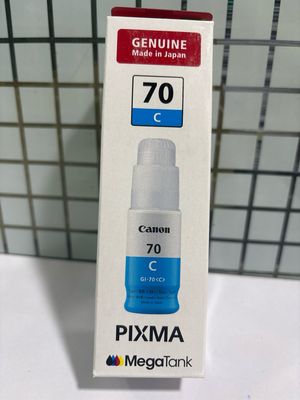 GENUINE
Made in Japan
70
C
Canon
70
C
GI-70<C>
PIXMA
MegaTank